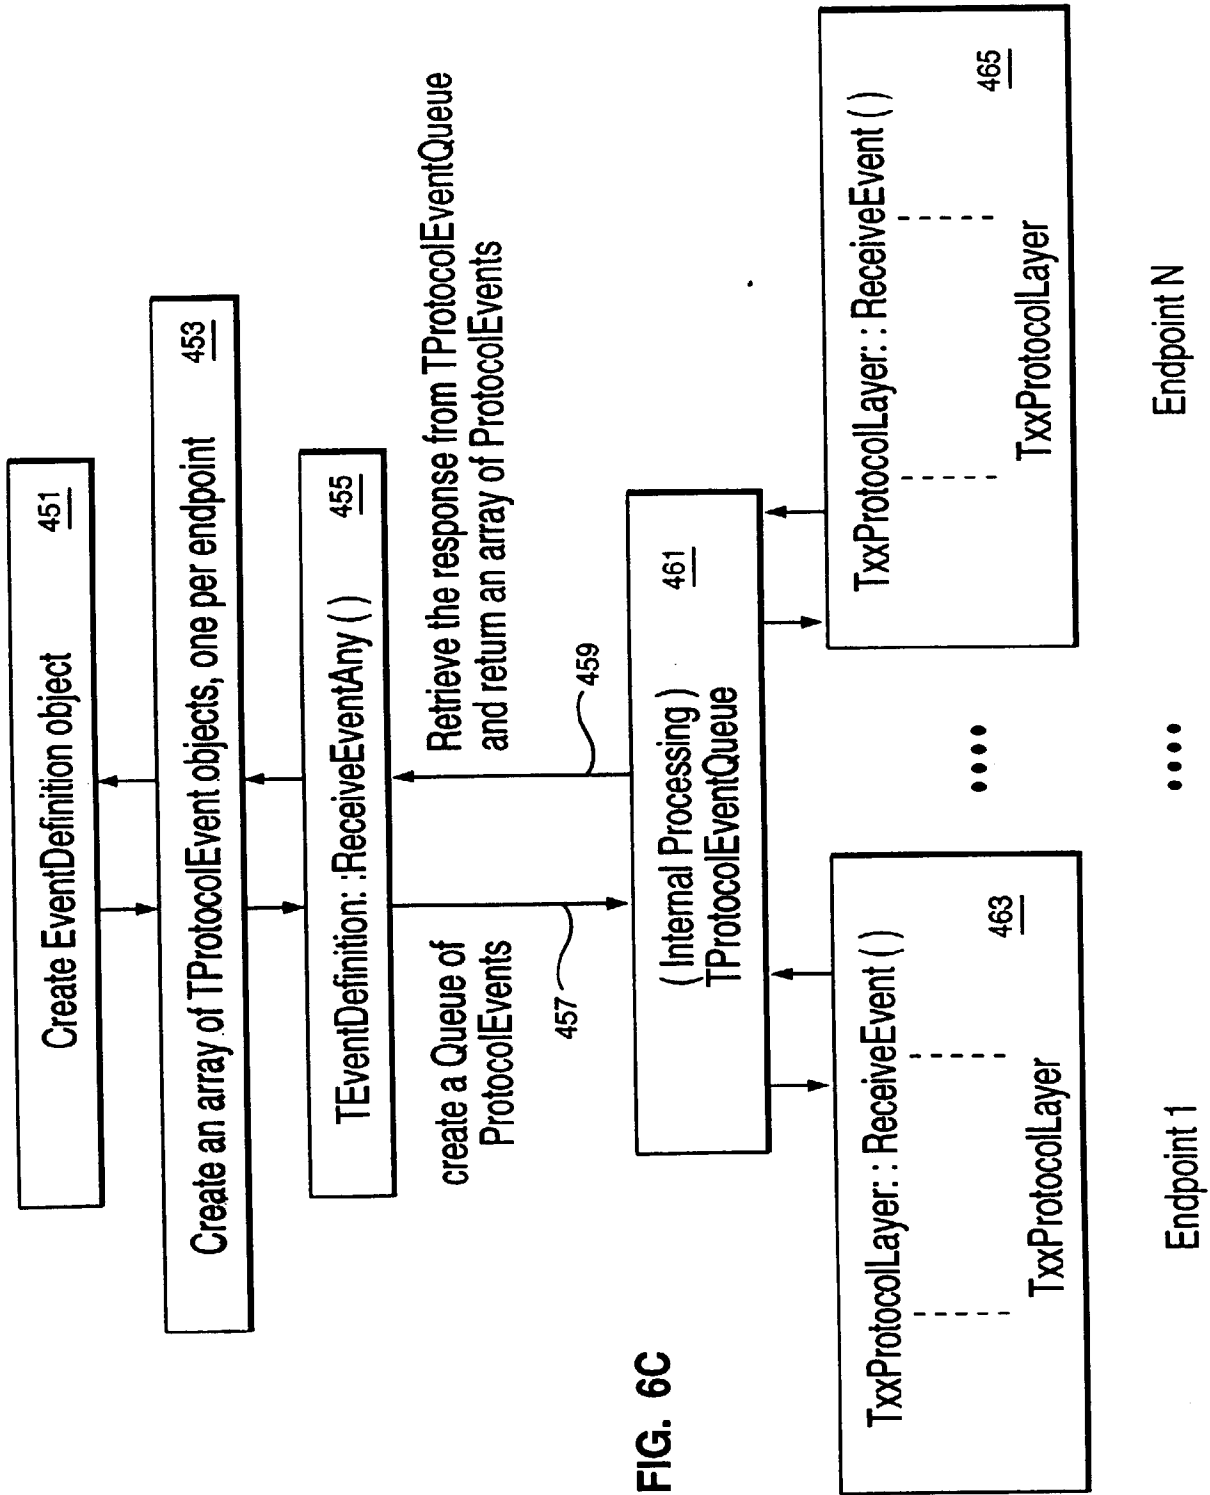 Create EventDefinition object
451
Create an array of TProtocolEvent objects, one per endpoint
453
TEventDefinition: :ReceiveEventAny ( )
455
create a Queue of
ProtocolEvents
457
Retrieve the response from TProtocolEventQueue
and return an array of ProtocolEvents
459
( Internal Processing )
TProtocolEventQueue
461
TxxProtocolLayer: : ReceiveEvent ( )
463
TxxProtocolLayer
TxxProtocolLayer: : ReceiveEvent ( )
465
TxxProtocolLayer
Endpoint 1
Endpoint N
FIG. 6C